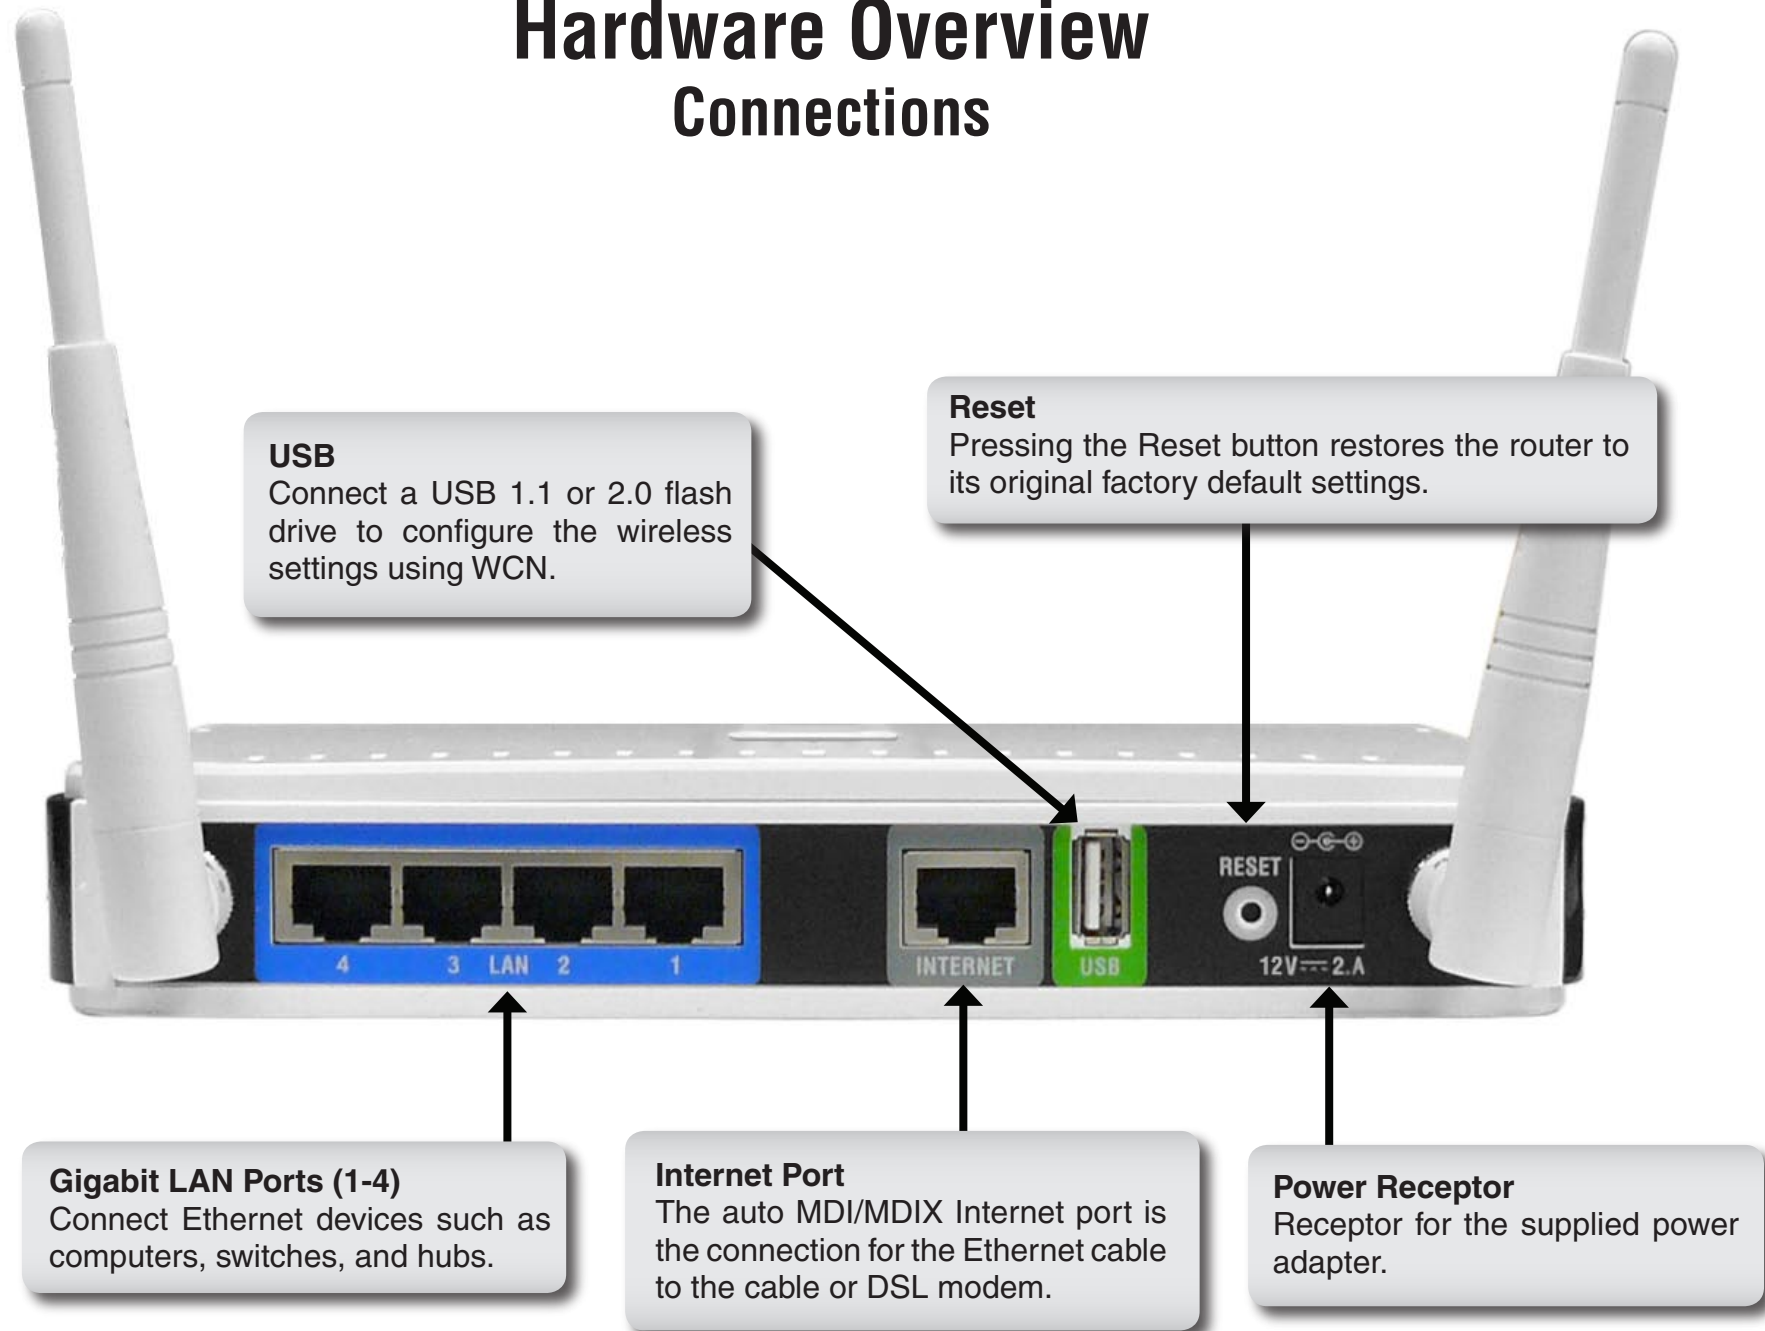 Hardware Overview
Connections
Reset
Pressing the Reset button restores the router to
its original factory default settings.
USB
Connect a USB 1.1 or 2.0 flash
drive to configure the wireless
settings using WCN.
RESET
4 3 LAN 2 1
INTERNET
USB
12V⎓2.A
Gigabit LAN Ports (1-4)
Connect Ethernet devices such as
computers, switches, and hubs.
Internet Port
The auto MDI/MDIX Internet port is
the connection for the Ethernet cable
to the cable or DSL modem.
Power Receptor
Receptor for the supplied power
adapter.